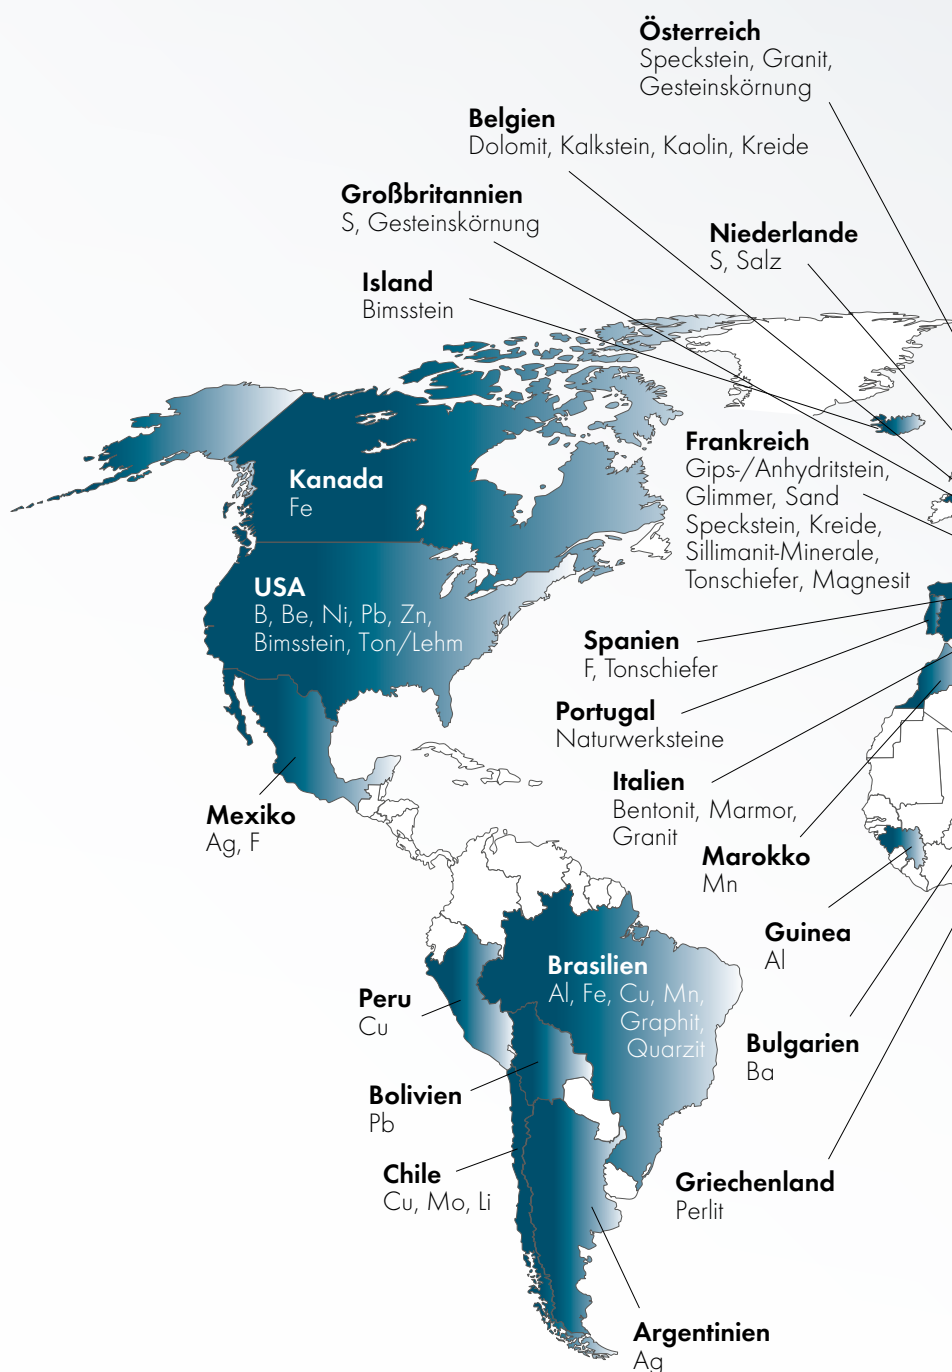 Österreich
Speckstein, Granit,
Gesteinskörnung
Belgien
Dolomit, Kalkstein, Kaolin, Kreide
Großbritannien
S, Gesteinskörnung
Niederlande
S, Salz
Island
Bimsstein
Frankreich
Gips-/Anhydritstein,
Glimmer, Sand
Speckstein, Kreide,
Sillimanit-Minerale,
Tonschiefer, Magnesit
Kanada
Fe
USA
B, Be, Ni, Pb, Zn,
Bimsstein, Ton/Lehm
Spanien
F, Tonschiefer
Portugal
Naturwerksteine
Italien
Bentonit, Marmor,
Granit
Mexiko
Ag, F
Marokko
Mn
Guinea
Al
Brasilien
Al, Fe, Cu, Mn,
Graphit,
Quarzit
Peru
Cu
Bulgarien
Ba
Bolivien
Pb
Chile
Cu, Mo, Li
Griechenland
Perlit
Argentinien
Ag